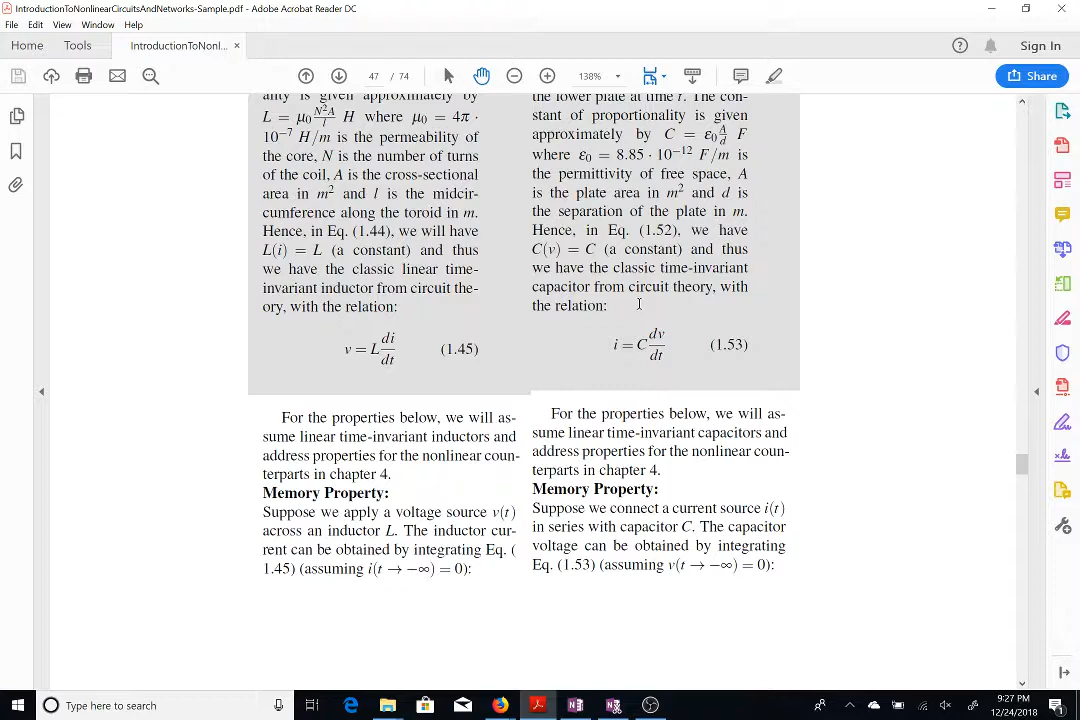 IntroductionToNonlinearCircuitsAndNetworks-Sample.pdf - Adobe Acrobat Reader DC
File Edit View Window Help
Home Tools IntroductionToNonl... × Sign In
47 / 74 138% Share
anty is given approximately by
L = μ₀ N²A/l H where μ₀ = 4π ·
10⁻⁷ H/m is the permeability of
the core, N is the number of turns
of the coil, A is the cross-sectional
area in m² and l is the midcir-
cumference along the toroid in m.
Hence, in Eq. (1.44), we will have
L(i) = L (a constant) and thus
we have the classic linear time-
invariant inductor from circuit the-
ory, with the relation:
v = L di/dt (1.45)
For the properties below, we will as-
sume linear time-invariant inductors and
address properties for the nonlinear coun-
terparts in chapter 4.
Memory Property:
Suppose we apply a voltage source v(t)
across an inductor L. The inductor cur-
rent can be obtained by integrating Eq. (
1.45) (assuming i(t → −∞) = 0):
the lower plate at time t. The con-
stant of proportionality is given
approximately by C = ε₀ A/d F
where ε₀ = 8.85 · 10⁻¹² F/m is
the permittivity of free space, A
is the plate area in m² and d is
the separation of the plate in m.
Hence, in Eq. (1.52), we have
C(v) = C (a constant) and thus
we have the classic time-invariant
capacitor from circuit theory, with
the relation:
i = C dv/dt (1.53)
For the properties below, we will as-
sume linear time-invariant capacitors and
address properties for the nonlinear coun-
terparts in chapter 4.
Memory Property:
Suppose we connect a current source i(t)
in series with capacitor C. The capacitor
voltage can be obtained by integrating
Eq. (1.53) (assuming v(t → −∞) = 0):
Type here to search
9:27 PM
12/24/2018